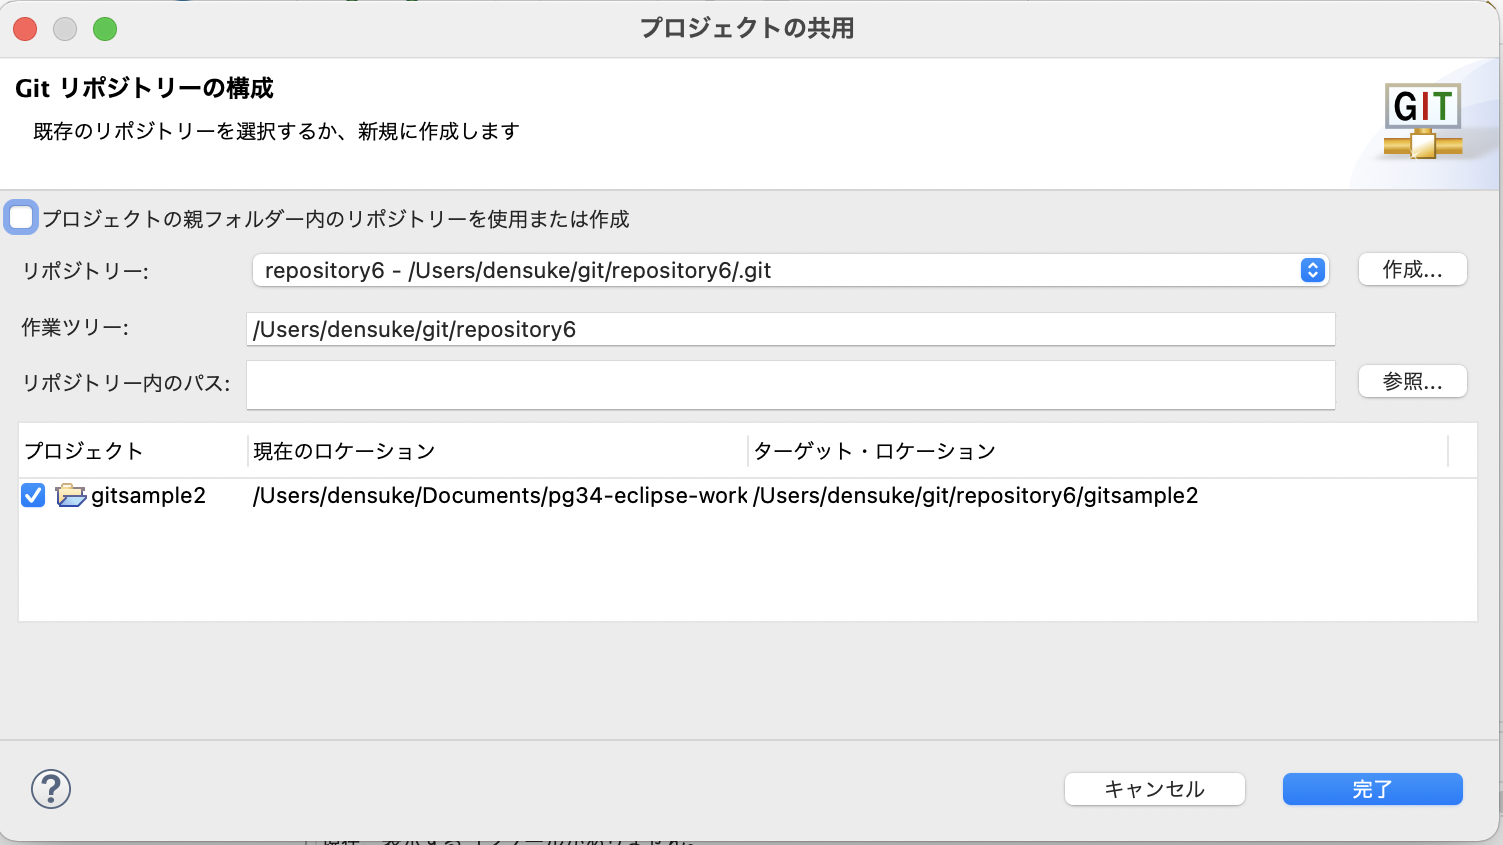 プロジェクトの共用
Git リポジトリーの構成
既存のリポジトリーを選択するか、新規に作成します
GIT
プロジェクトの親フォルダー内のリポジトリーを使用または作成
リポジトリー: repository6 - /Users/densuke/git/repository6/.git 作成...
作業ツリー: /Users/densuke/git/repository6
リポジトリー内のパス: 参照...
プロジェクト 現在のロケーション ターゲット・ロケーション
gitsample2 /Users/densuke/Documents/pg34-eclipse-work /Users/densuke/git/repository6/gitsample2
? キャンセル 完了